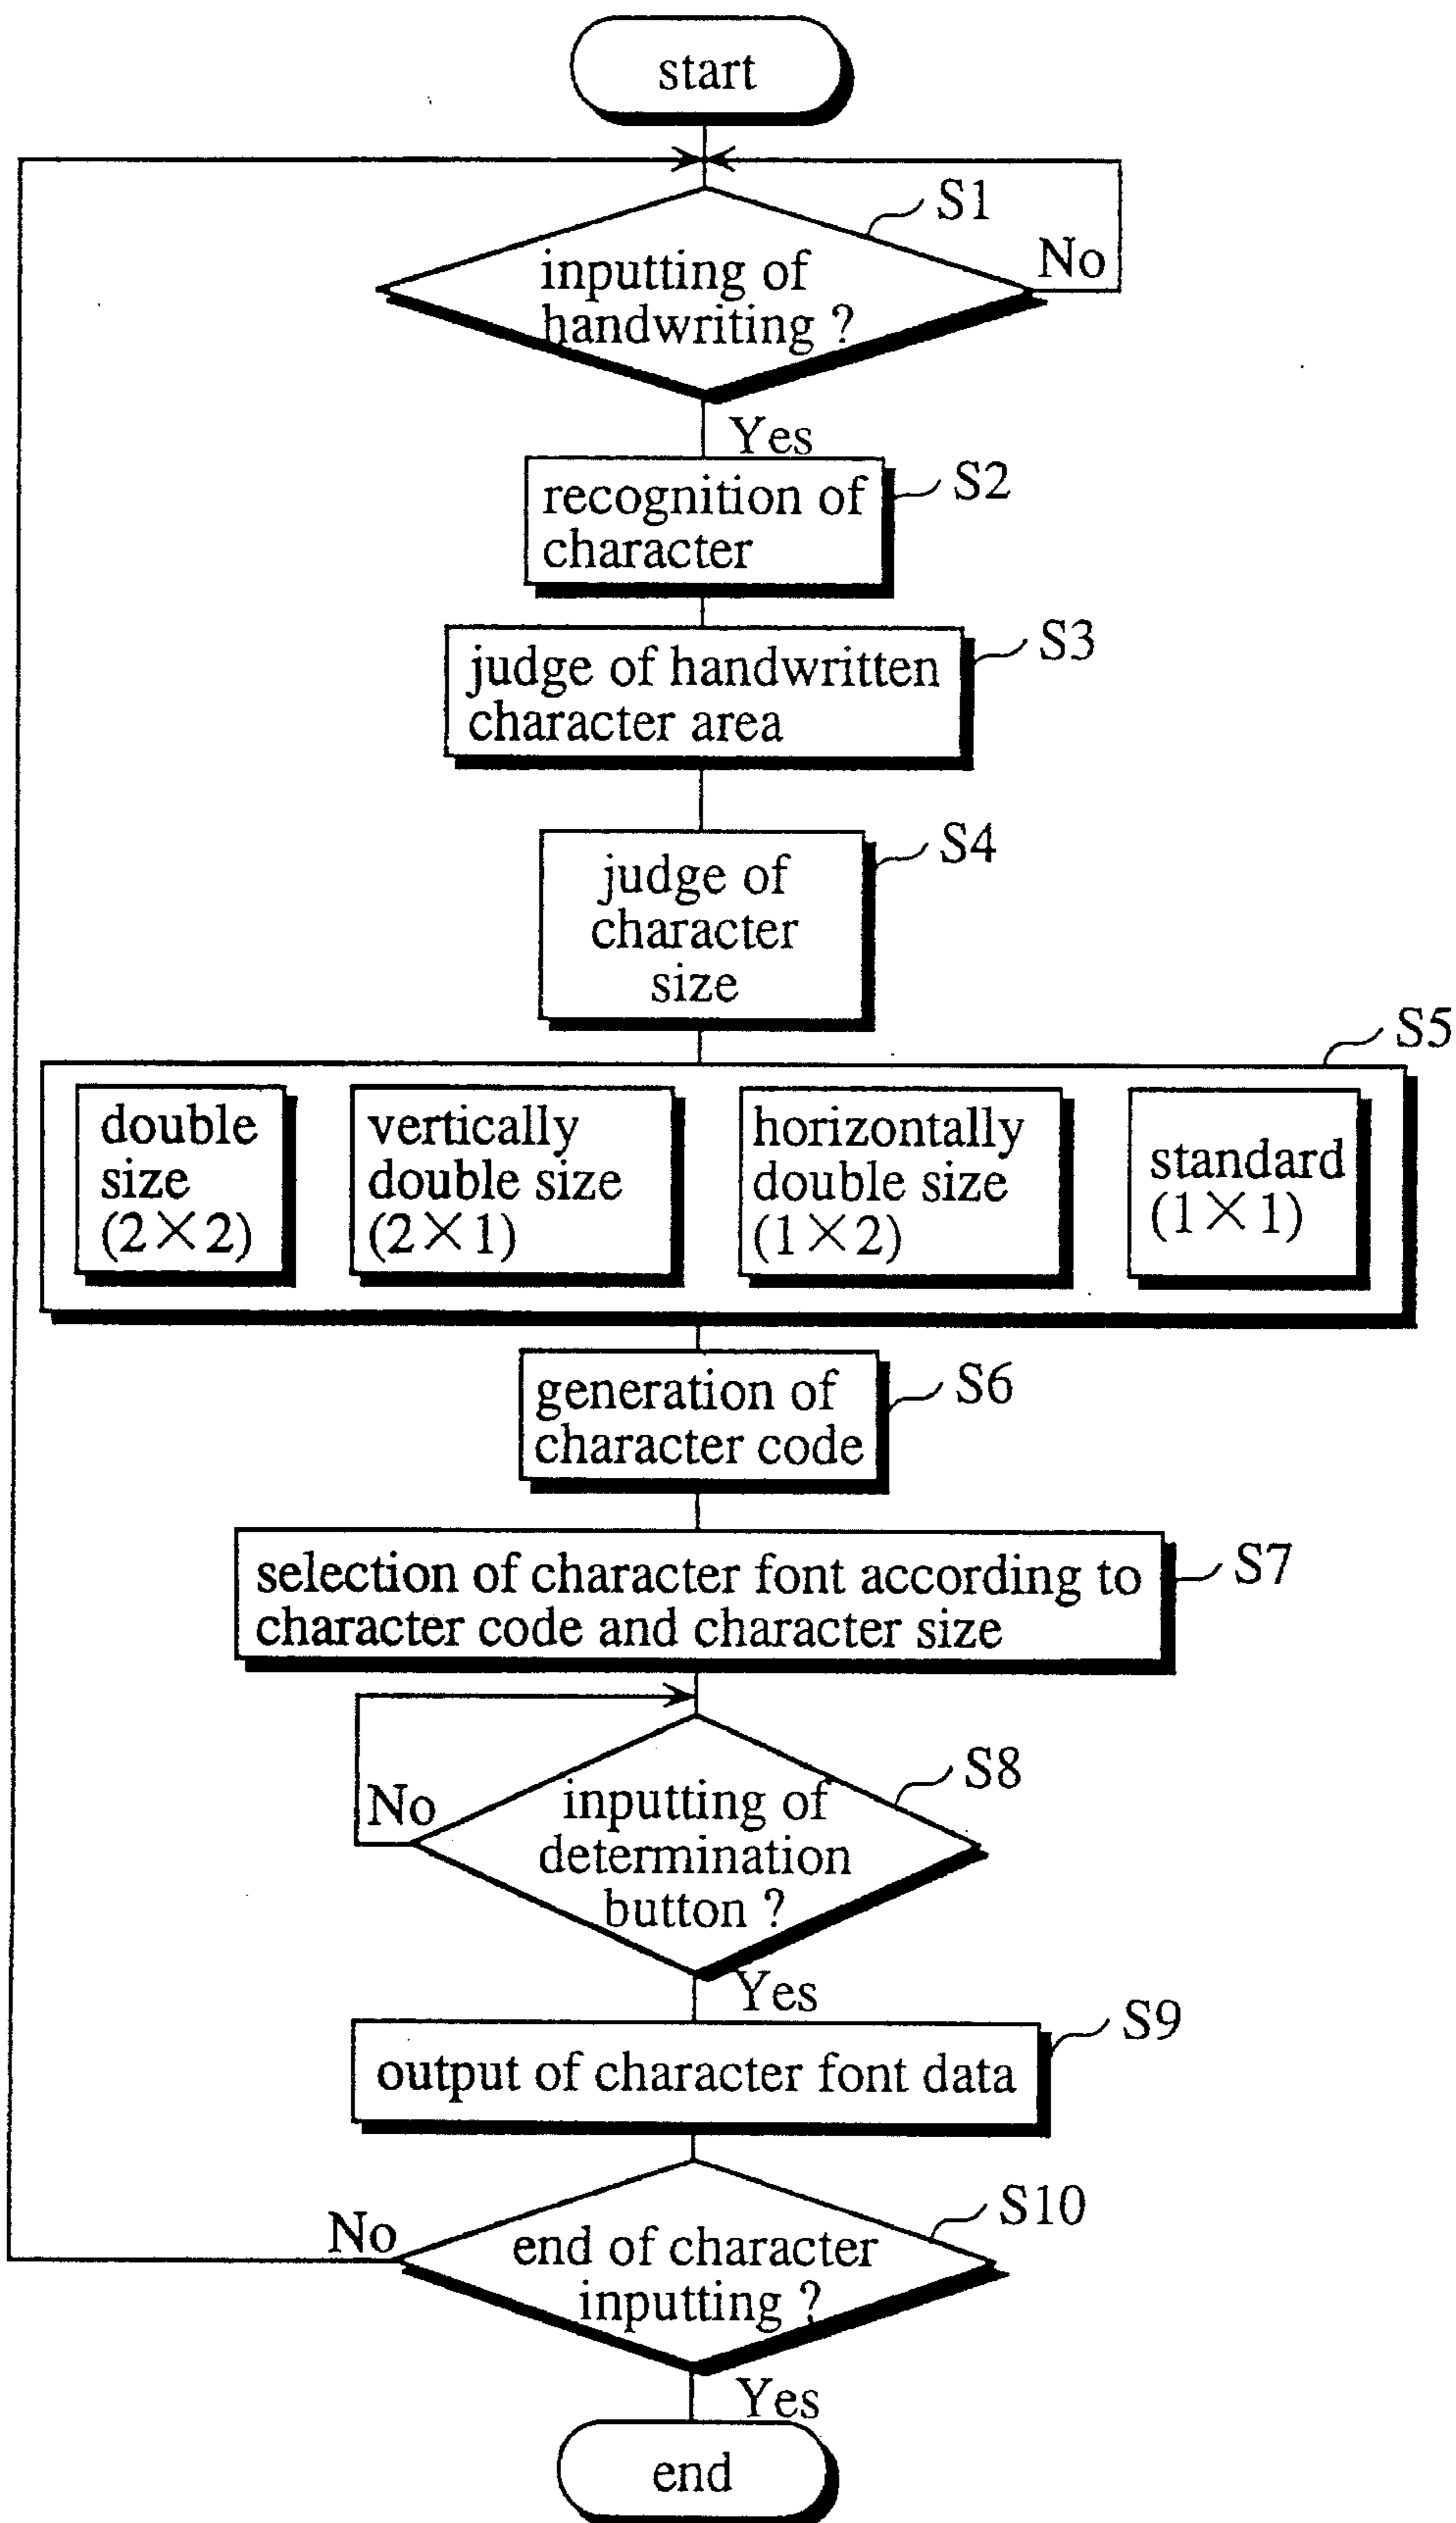 start
S1
inputting of
handwriting ?
No
Yes
recognition of
character
S2
judge of handwritten
character area
S3
judge of
character
size
S4
S5
double
size
(2×2)
vertically
double size
(2×1)
horizontally
double size
(1×2)
standard
(1×1)
generation of
character code
S6
selection of character font according to
character code and character size
S7
No
inputting of
determination
button ?
S8
Yes
output of character font data
S9
No
end of character
inputting ?
S10
Yes
end